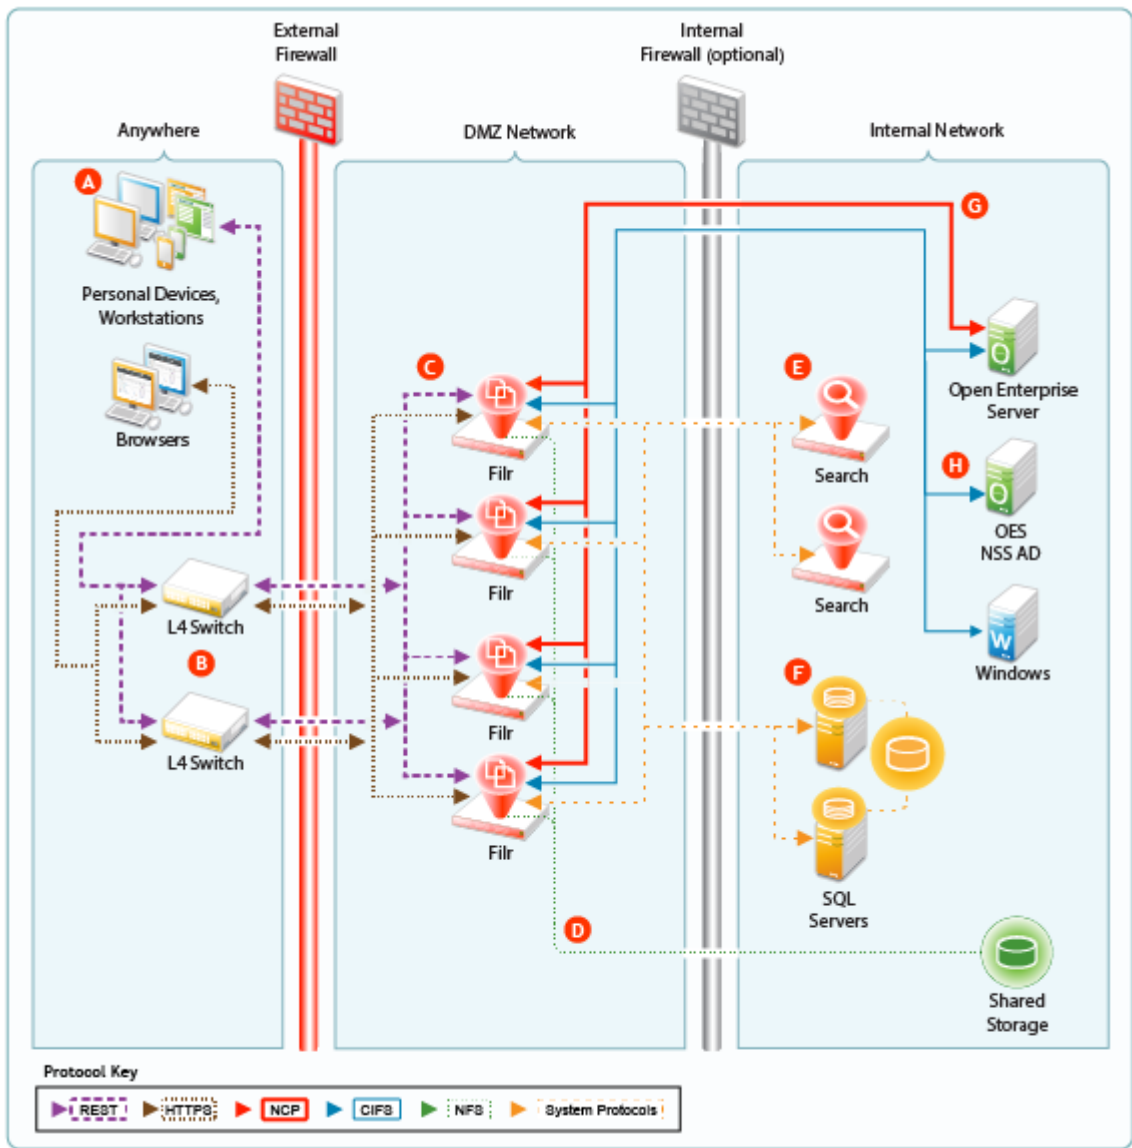 External
Firewall
Internal
Firewall (optional)
Anywhere
DMZ Network
Internal Network
A
G
Personal Devices,
Workstations
C
E
Open Enterprise
Server
Browsers
Filr
Search
H
OES
NSS AD
Filr
Search
L4 Switch
B
F
Windows
Filr
L4 Switch
Filr
SQL
Servers
D
Shared
Storage
Protocol Key
REST
HTTPS
NCP
CIFS
NFS
System Protocols
O
O
W